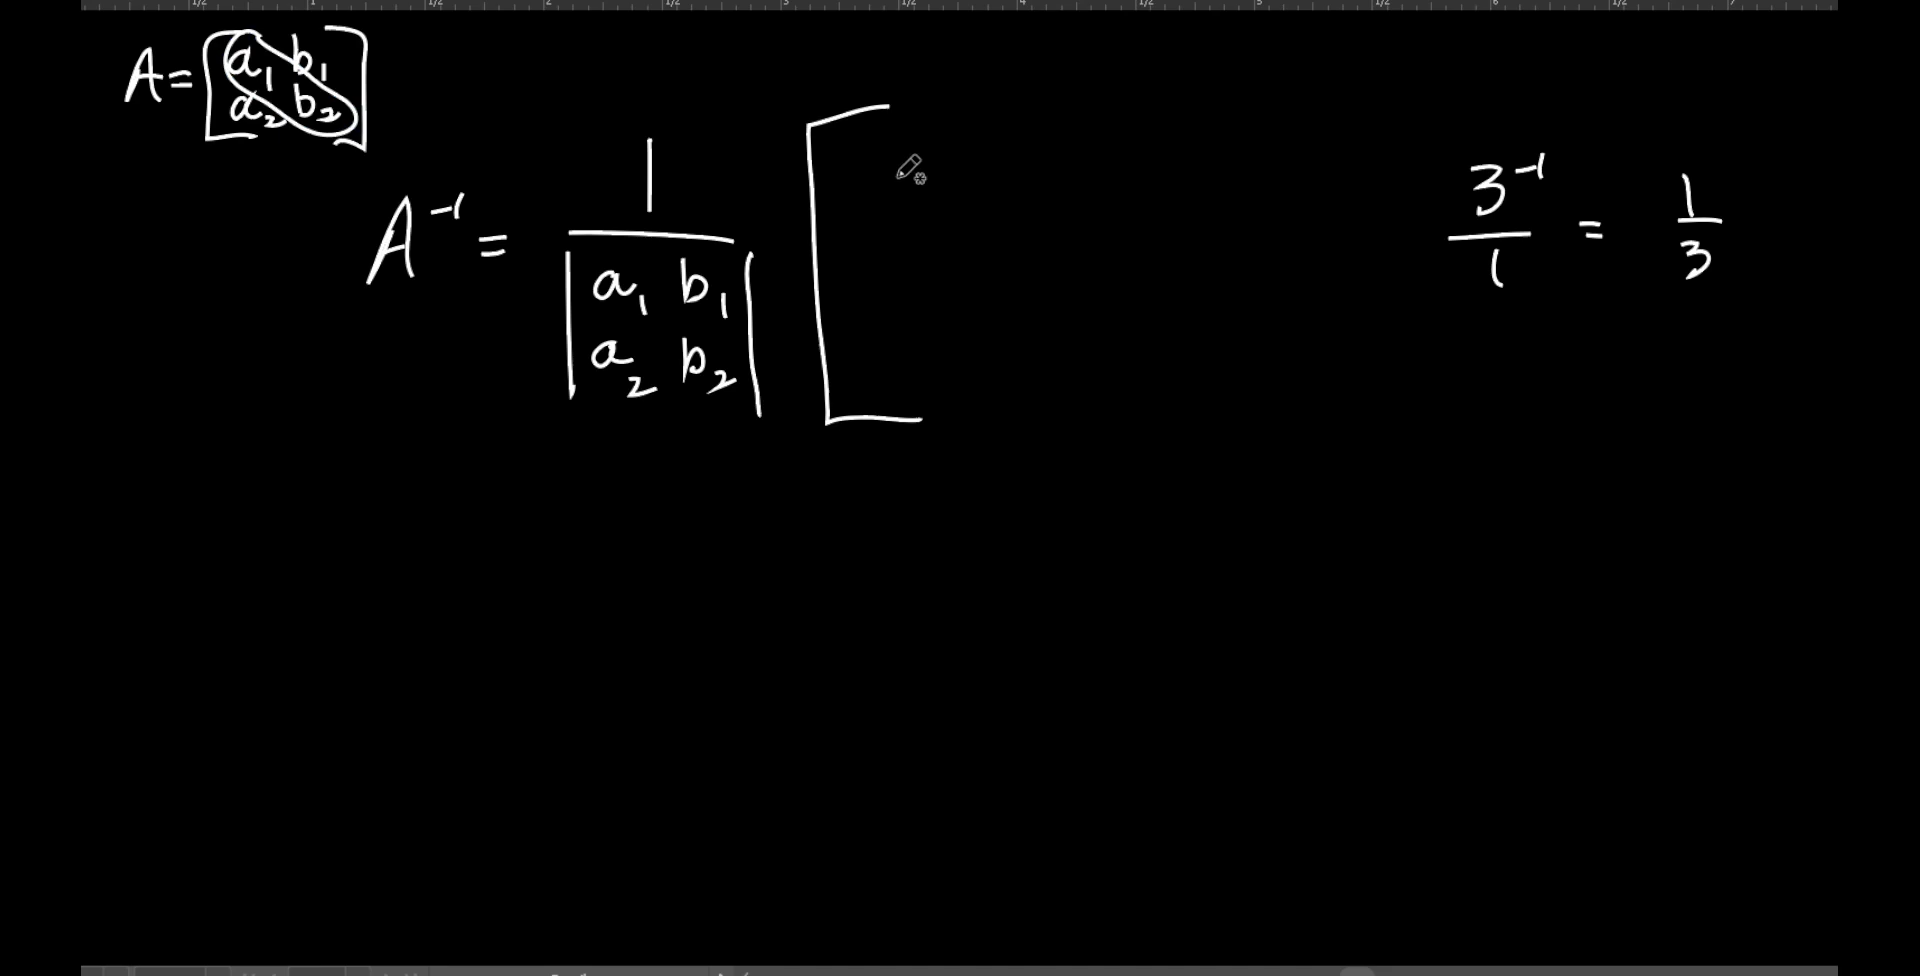 A = [a₁ b₁
a₂ b₂]
A⁻¹ = 1 / |a₁ b₁
a₂ b₂| [
3⁻¹ / 1 = 1 / 3